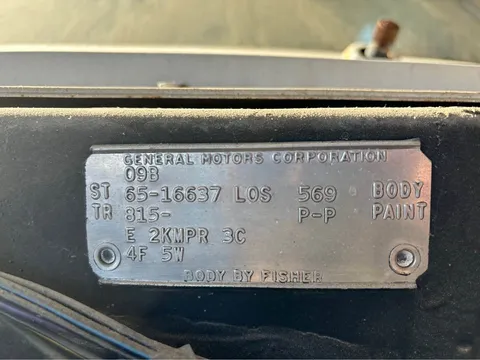 GENERAL MOTORS CORPORATION
09B
ST 65-16637 LOS 569 BODY
TR 815- P-P PAINT
E 2KMPR 3C
4F 5W
BODY BY FISHER